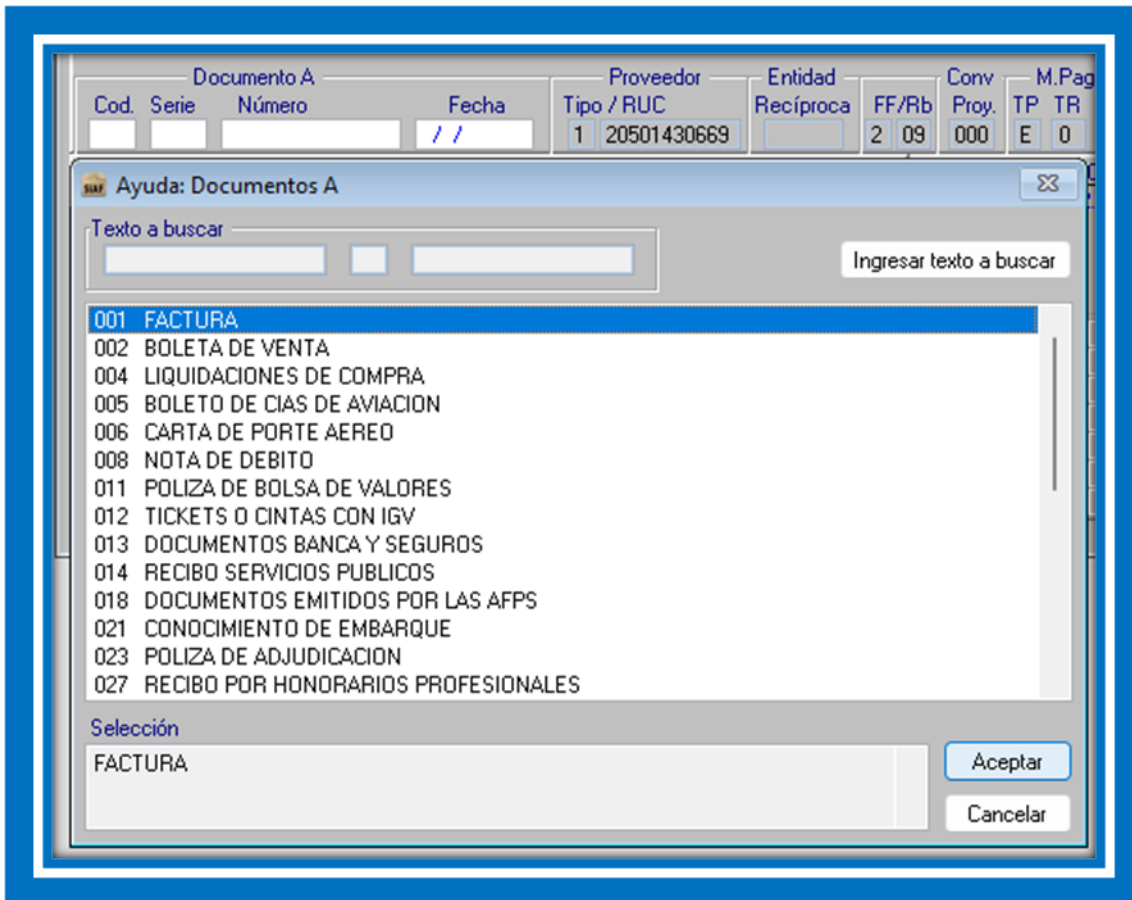 Documento A Proveedor Entidad Conv M.Pag
Cod. Serie Número Fecha Tipo / RUC Recíproca FF/Rb Proy. TP TR
/ / 1 20501430669 2 09 000 E 0
SIAF Ayuda: Documentos A
Texto a buscar
Ingresar texto a buscar
001 FACTURA
002 BOLETA DE VENTA
004 LIQUIDACIONES DE COMPRA
005 BOLETO DE CIAS DE AVIACION
006 CARTA DE PORTE AEREO
008 NOTA DE DEBITO
011 POLIZA DE BOLSA DE VALORES
012 TICKETS O CINTAS CON IGV
013 DOCUMENTOS BANCA Y SEGUROS
014 RECIBO SERVICIOS PUBLICOS
018 DOCUMENTOS EMITIDOS POR LAS AFPS
021 CONOCIMIENTO DE EMBARQUE
023 POLIZA DE ADJUDICACION
027 RECIBO POR HONORARIOS PROFESIONALES
Selección
FACTURA
Aceptar
Cancelar